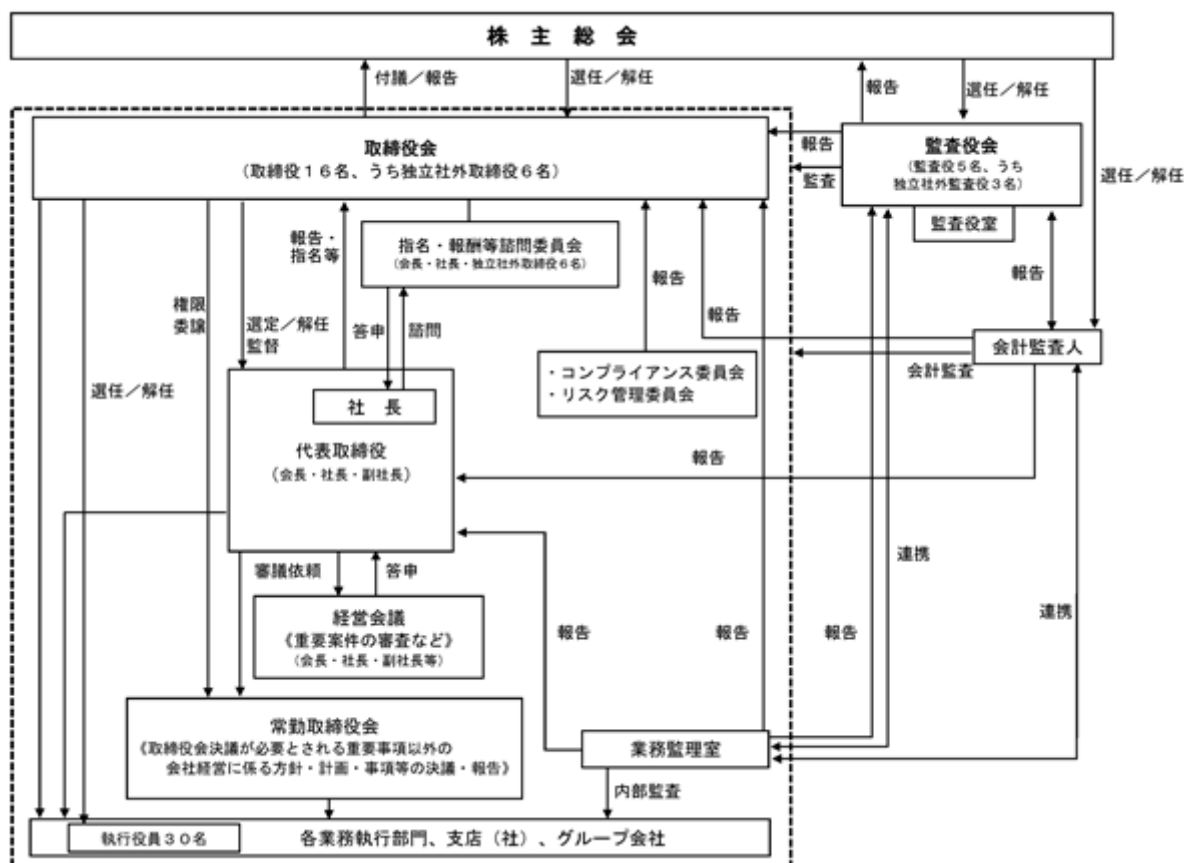 株主総会
付議／報告
選任／解任
報告
選任／解任
選任／解任
取締役会
（取締役１６名、うち独立社外取締役６名）
報告
監査
監査役会
（監査役５名、うち
独立社外監査役３名）
監査役室
報告・
指名等
指名・報酬等諮問委員会
（会長・社長・独立社外取締役６名）
報告
報告
報告
権限
委譲
選定／解任
監督
答申
諮問
会計監査人
会計監査
選任／解任
・コンプライアンス委員会
・リスク管理委員会
社長
代表取締役
（会長・社長・副社長）
報告
審議依頼
答申
連携
経営会議
《重要案件の審査など》
（会長・社長・副社長等）
報告
報告
報告
連携
常勤取締役会
《取締役会決議が必要とされる重要事項以外の
会社経営に係る方針・計画・事項等の決議・報告》
業務監理室
内部監査
執行役員３０名
各業務執行部門、支店（社）、グループ会社